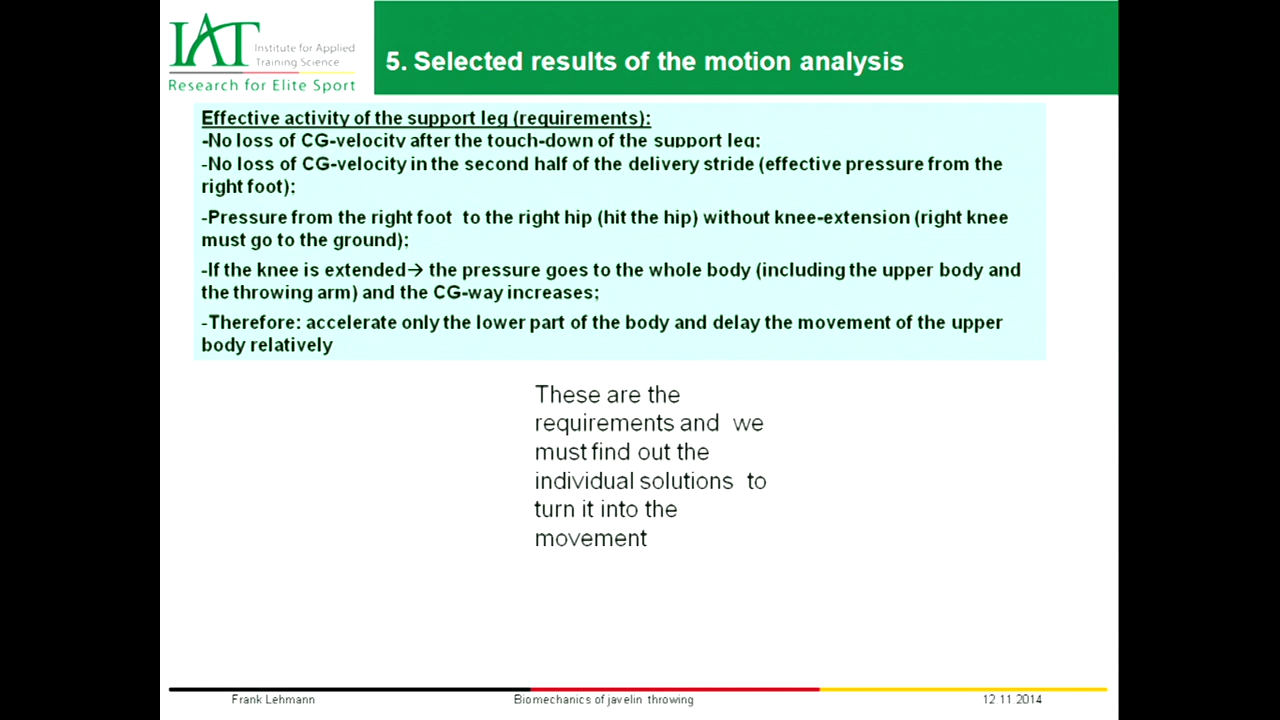 IAT
Institute for Applied
Training Science
Research for Elite Sport
5. Selected results of the motion analysis
Effective activity of the support leg (requirements):
-No loss of CG-velocity after the touch-down of the support leg;
-No loss of CG-velocity in the second half of the delivery stride (effective pressure from the
right foot);
-Pressure from the right foot to the right hip (hit the hip) without knee-extension (right knee
must go to the ground);
-If the knee is extended→ the pressure goes to the whole body (including the upper body and
the throwing arm) and the CG-way increases;
-Therefore: accelerate only the lower part of the body and delay the movement of the upper
body relatively
These are the
requirements and we
must find out the
individual solutions to
turn it into the
movement
Frank Lehmann
Biomechanics of javelin throwing
12.11.2014